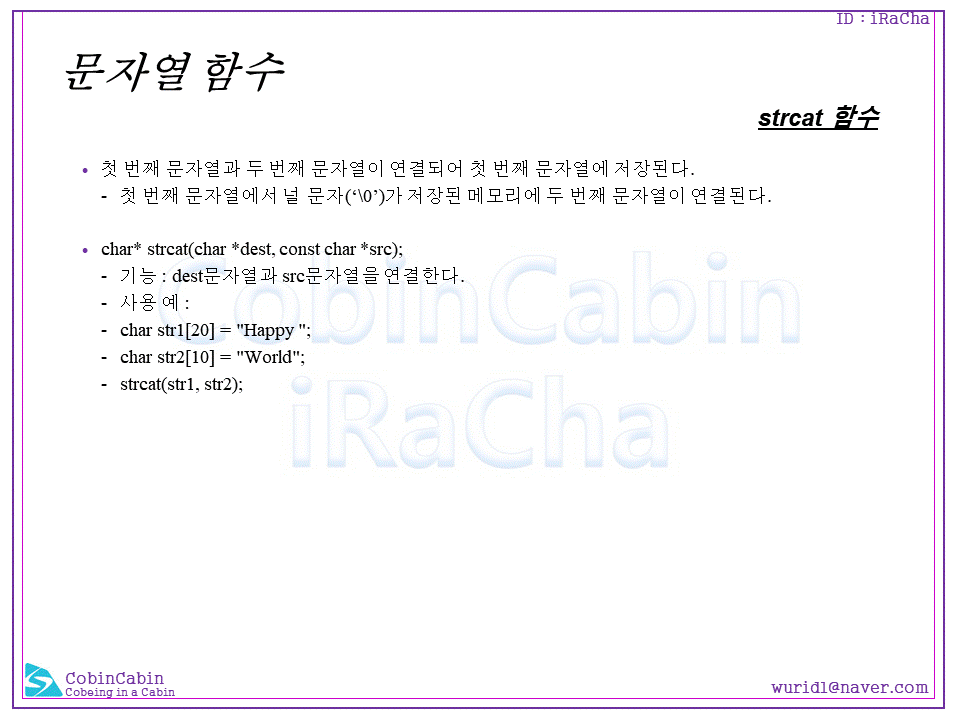 ID : iRaCha
문자열 함수
strcat 함수
• 첫 번째 문자열과 두 번째 문자열이 연결되어 첫 번째 문자열에 저장된다.
- 첫 번째 문자열에서 널 문자(‘\0’)가 저장된 메모리에 두 번째 문자열이 연결된다.
• char* strcat(char *dest, const char *src);
- 기능 : dest문자열과 src문자열을 연결한다.
- 사용 예 :
- char str1[20] = "Happy ";
- char str2[10] = "World";
- strcat(str1, str2);
CobinCabin
iRaCha
CobinCabin
Cobeing in a Cabin
wurid1@naver.com